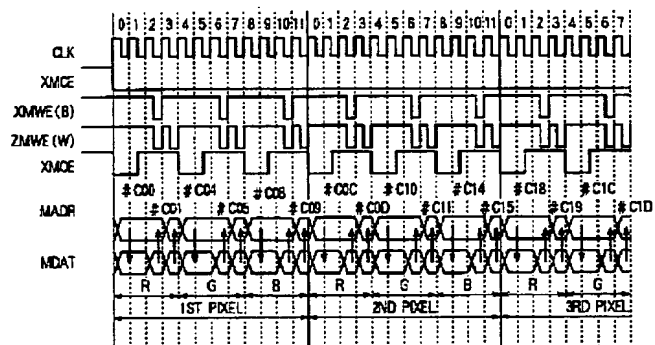 0 1 2 3 4 5 6 7 8 9 10 11 0 1 2 3 4 5 6 7 8 9 10 11 0 1 2 3 4 5 6 7
CLK
XMCE
XMWE(B)
ZMWE(W)
XMCE
#C00 #C04 #C08 #C0C #C10 #C14 #C18 #C1C
MADR #C01 #C05 #C09 #C0D #C11 #C15 #C19 #C1D
MDAT
R G B R G B R G
1ST PIXEL 2ND PIXEL 3RD PIXEL